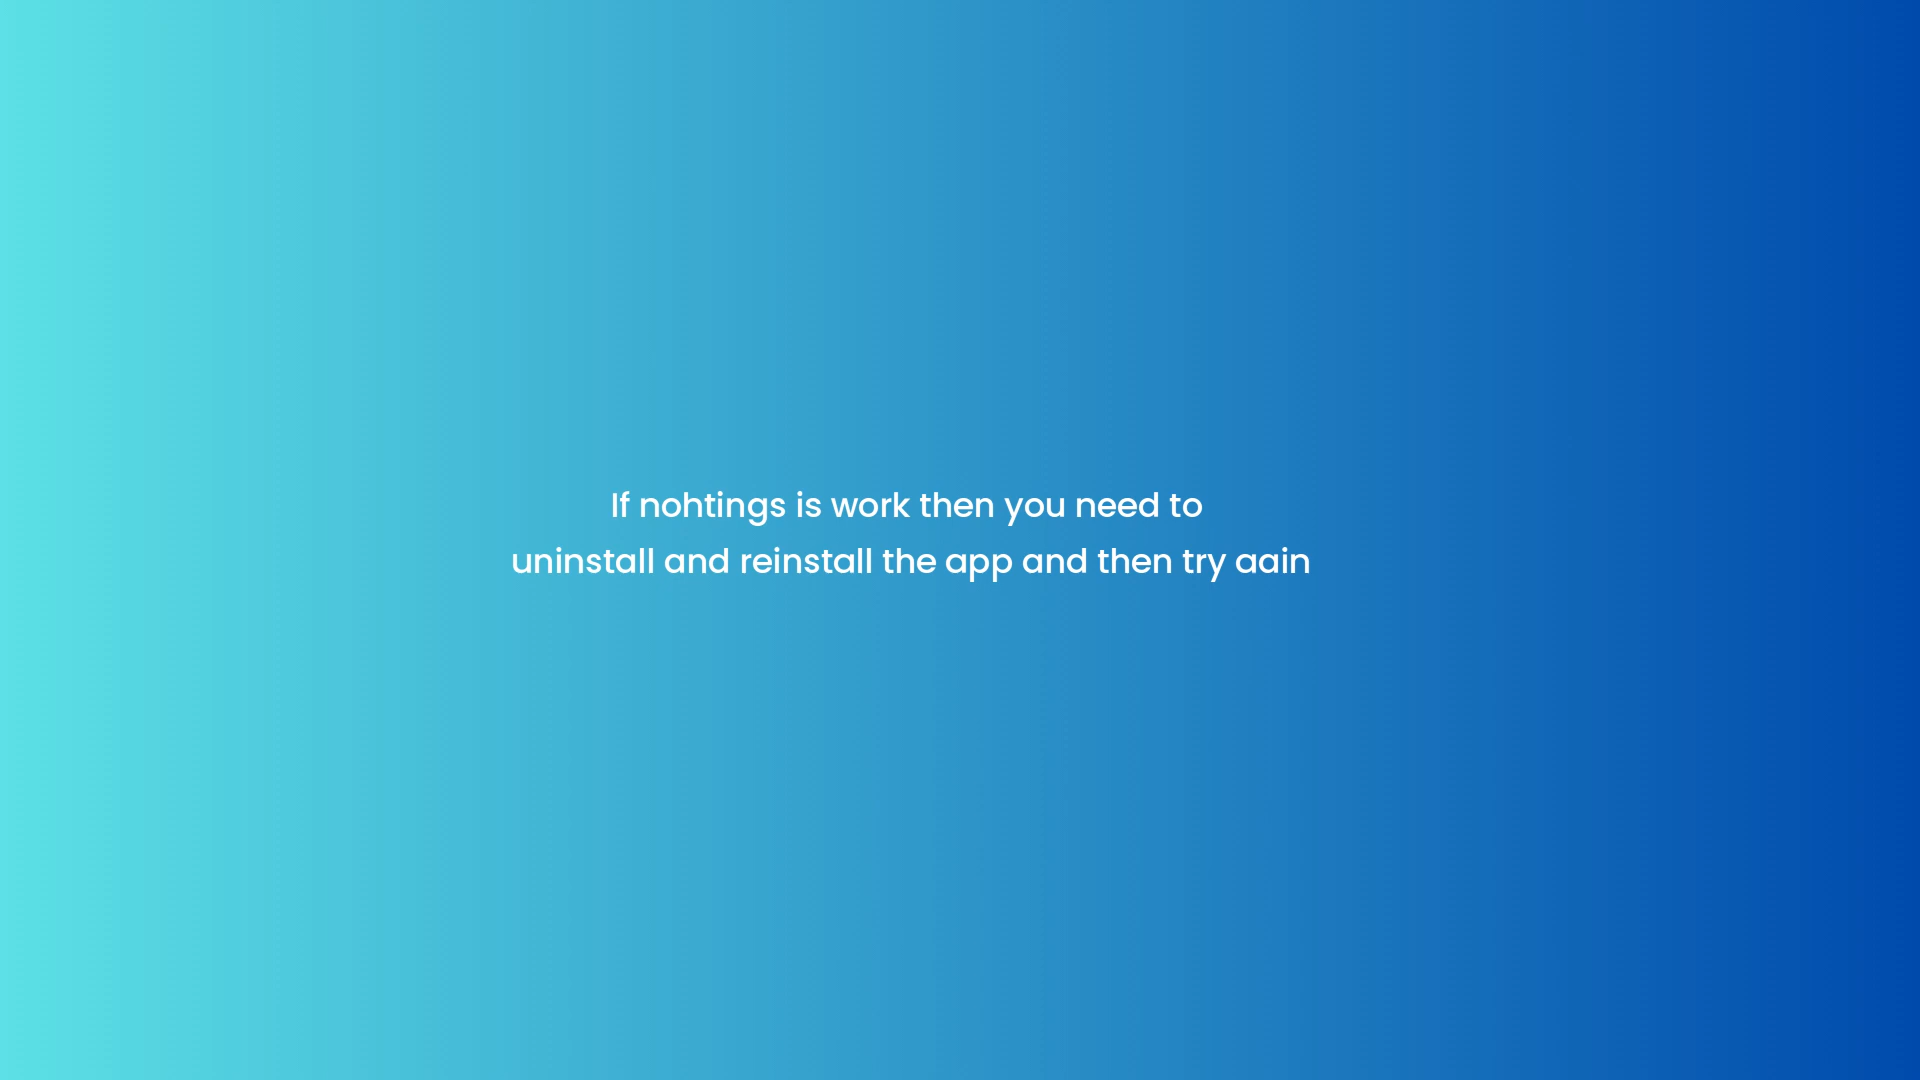 If nohtings is work then you need to
uninstall and reinstall the app and then try aain